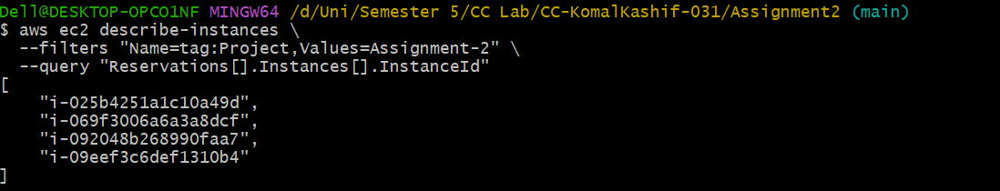 Dell@DESKTOP-OPCO1NF MINGW64 /d/Uni/Semester 5/CC Lab/CC-KomalKashif-031/Assignment2 (main)
$ aws ec2 describe-instances \
  --filters "Name=tag:Project,Values=Assignment-2" \
  --query "Reservations[].Instances[].InstanceId"
[
    "i-025b4251a1c10a49d",
    "i-069f3006a6a3a8dcf",
    "i-092048b268990faa7",
    "i-09eef3c6def1310b4"
]